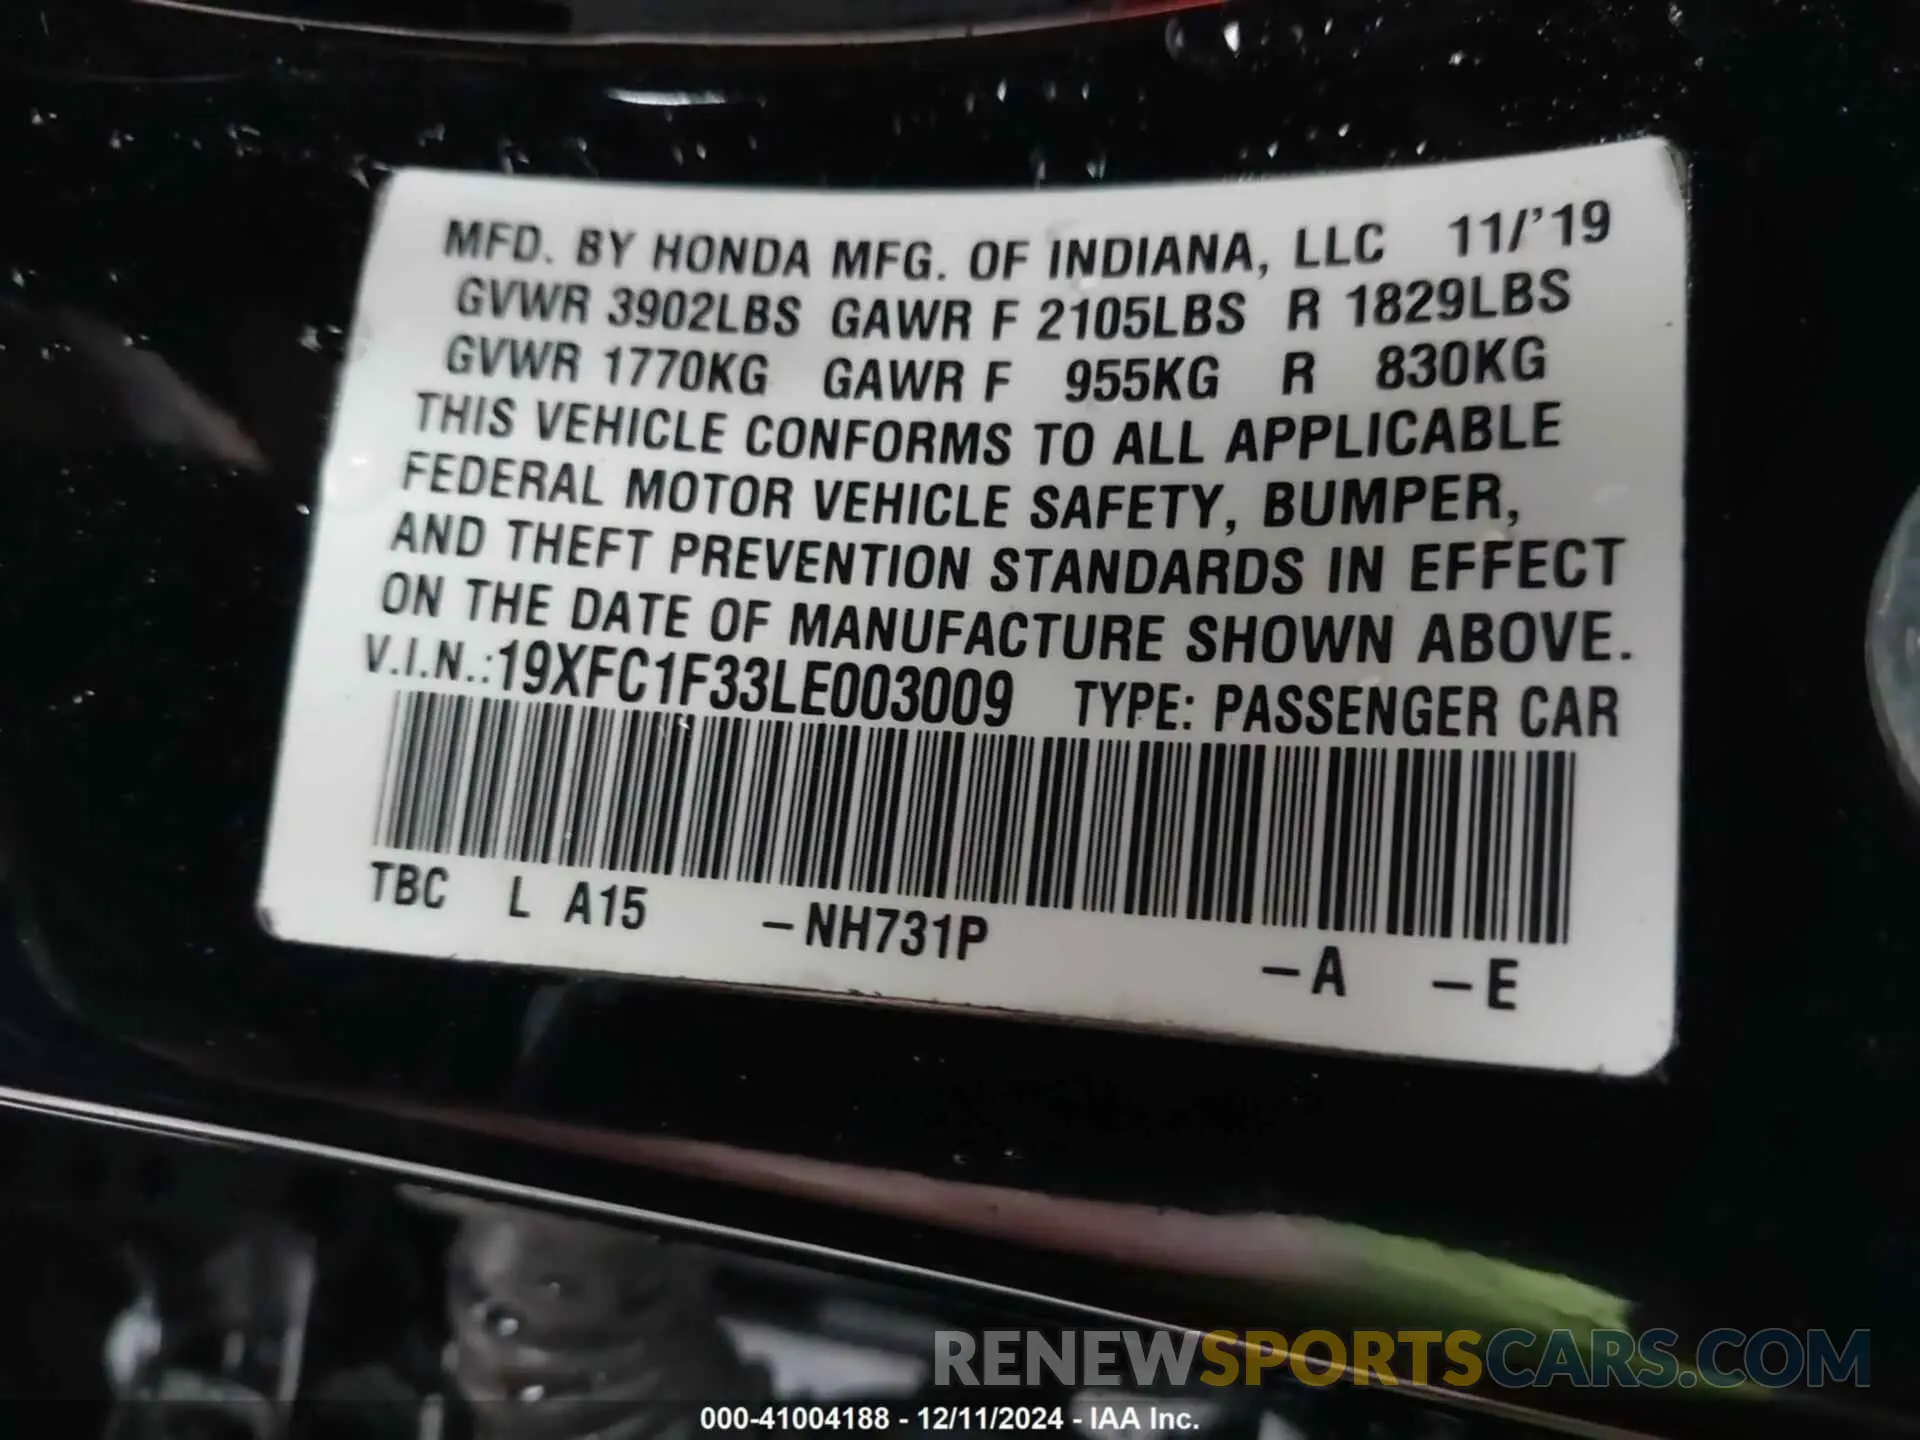 MFD. BY HONDA MFG. OF INDIANA, LLC 11/'19
GVWR 3902LBS GAWR F 2105LBS R 1829LBS
GVWR 1770KG GAWR F 955KG R 830KG
THIS VEHICLE CONFORMS TO ALL APPLICABLE
FEDERAL MOTOR VEHICLE SAFETY, BUMPER,
AND THEFT PREVENTION STANDARDS IN EFFECT
ON THE DATE OF MANUFACTURE SHOWN ABOVE.
V.I.N.:19XFC1F33LE003009 TYPE: PASSENGER CAR
TBC L A15 -NH731P -A -E
RENEWSPORTSCARS.COM
000-41004188 - 12/11/2024 - IAA Inc.